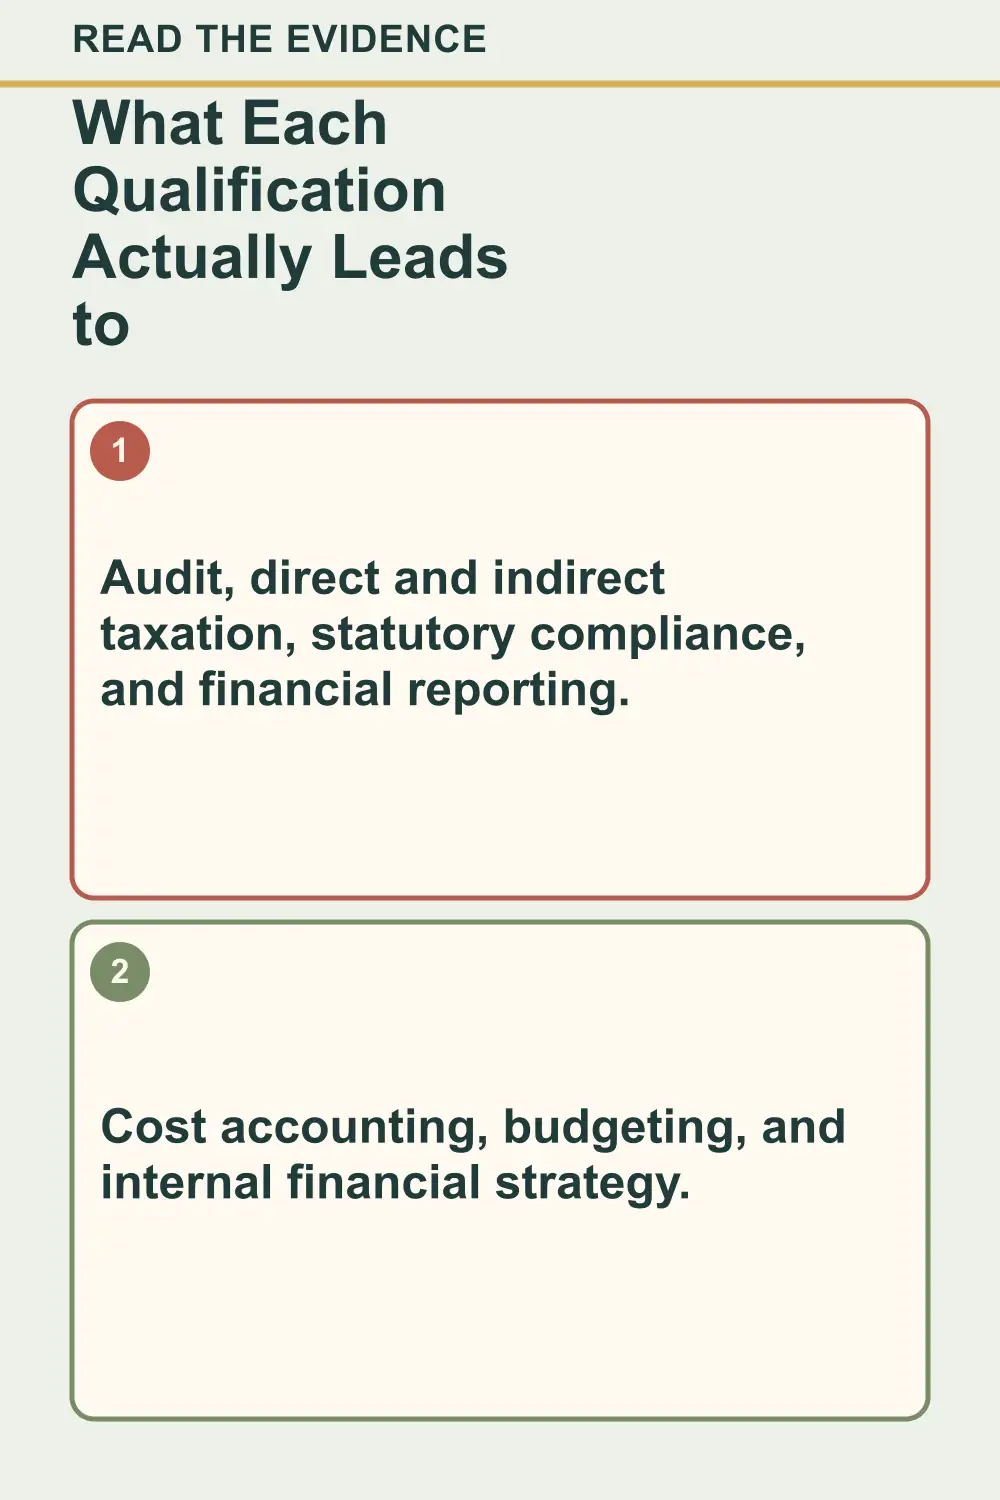 READ THE EVIDENCE
What Each
Qualification
Actually Leads
to
1
Audit, direct and indirect
taxation, statutory compliance,
and financial reporting.
2
Cost accounting, budgeting, and
internal financial strategy.